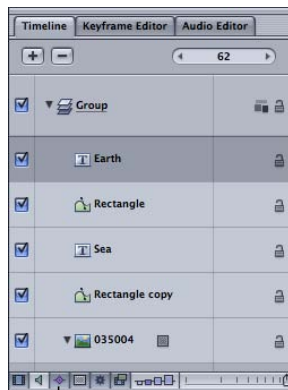 Timeline Keyframe Editor Audio Editor
62
Group
T Earth
Rectangle
T Sea
Rectangle copy
035004